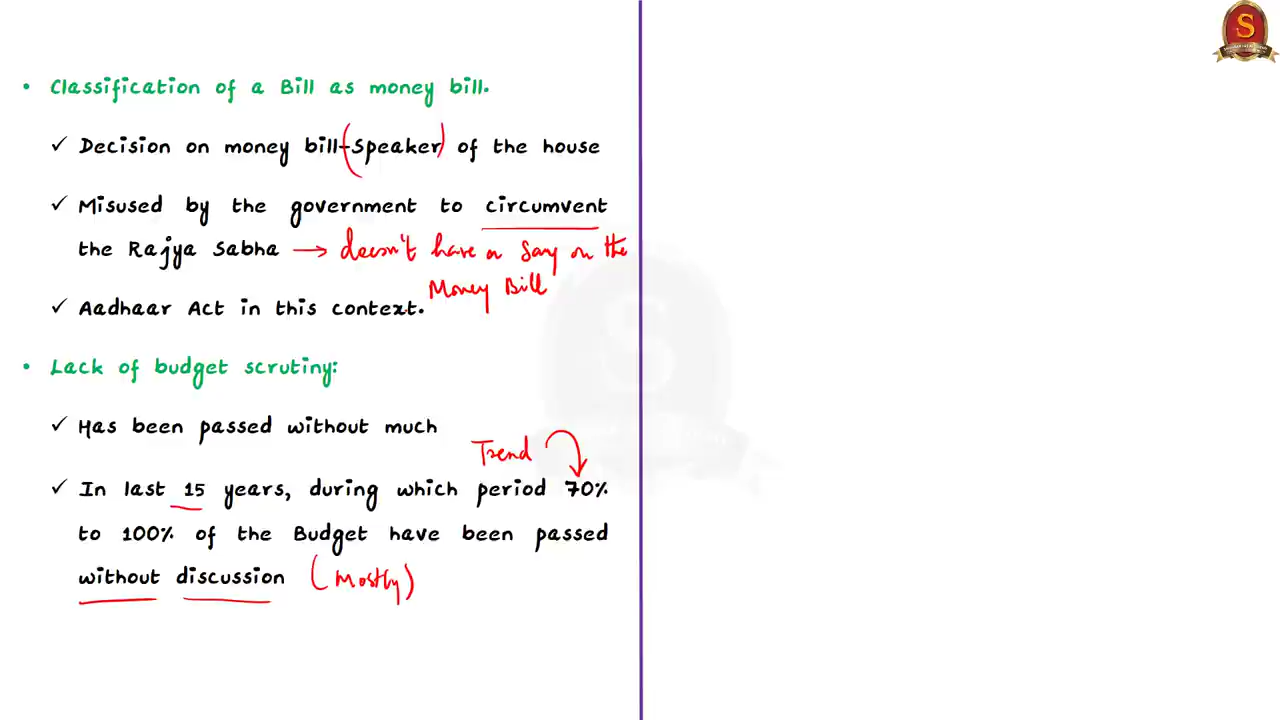 • Classification of a Bill as money bill.
✓ Decision on money bill-(Speaker) of the house
✓ Misused by the government to circumvent
the Rajya Sabha → doesn't have a say on the
Money Bill
✓ Aadhaar Act in this context.
• Lack of budget scrutiny:
✓ Has been passed without much
Trend
✓ In last 15 years, during which period 70%
to 100% of the Budget have been passed
without discussion (Mostly)
S